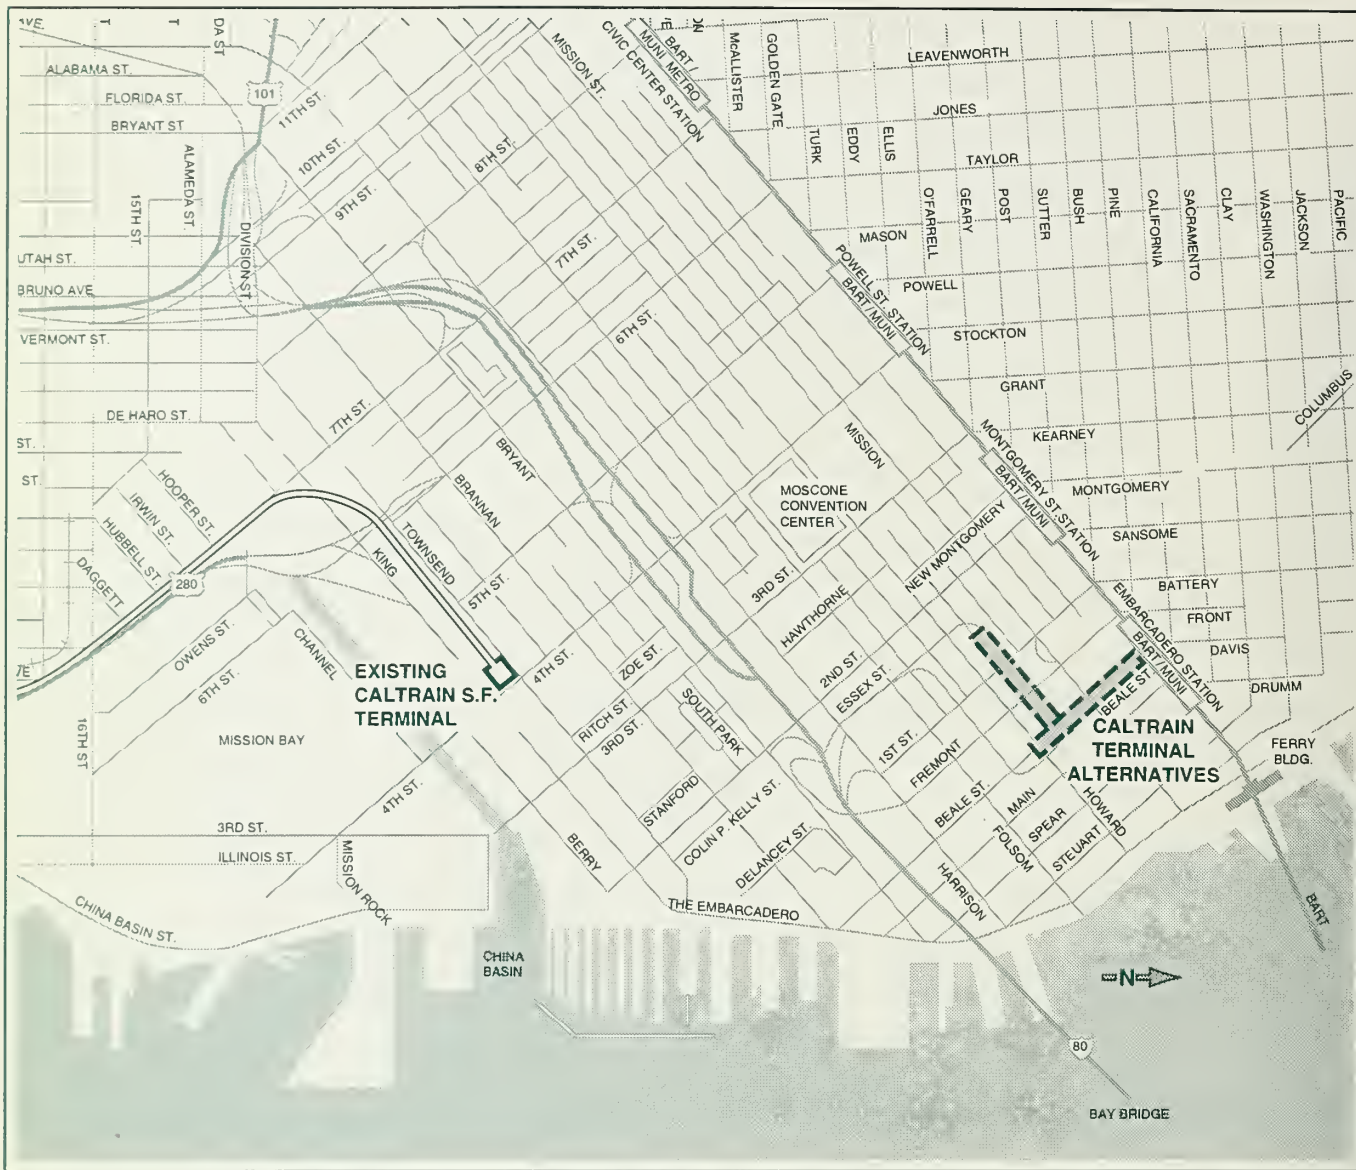 DA ST
LEAVENWORTH
ALABAMA ST.
FLORIDA ST.
BRYANT ST
101
11TH ST.
10TH ST.
9TH ST.
8TH ST.
7TH ST.
6TH ST.
MISSION ST.
BART /
MUNI METRO
CIVIC CENTER STATION
McALLISTER
GOLDEN GATE
TURK
EDDY
ELLIS
JONES
TAYLOR
O'FARRELL
GEARY
POST
SUTTER
BUSH
PINE
CALIFORNIA
SACRAMENTO
CLAY
WASHINGTON
JACKSON
PACIFIC
ALAMEDA ST.
15TH ST
DIVISION ST.
UTAH ST.
BRUNO AVE
VERMONT ST.
DE HARO ST.
ST.
ST.
MASON
POWELL
POWELL ST. STATION
BART/MUNI
STOCKTON
GRANT
KEARNEY
COLUMBUS
MONTGOMERY ST. STATION
BART/MUNI
MONTGOMERY
SANSOME
BATTERY
FRONT
DAVIS
DRUMM
EMBARCADERO STATION
BART/MUNI
7TH ST.
BRYANT
BRANNAN
TOWNSEND
KING
5TH ST.
MISSION
MOSCONE
CONVENTION
CENTER
3RD ST.
HAWTHORNE
NEW MONTGOMERY
2ND ST.
ESSEX ST.
HOOPER ST.
IRWIN ST.
HUBBELL ST.
DAGGETT
280
OWENS ST.
6TH ST.
CHANNEL
16TH ST
EXISTING
CALTRAIN S.F.
TERMINAL
4TH ST.
ZOE ST.
RITCH ST.
3RD ST.
SOUTH PARK
1ST ST.
FREMONT
BEALE ST.
BEALE ST.
CALTRAIN
TERMINAL
ALTERNATIVES
FERRY
BLDG.
MISSION BAY
4TH ST.
STANFORD
COLIN P. KELLY ST.
DELANCEY ST.
MAIN
SPEAR
STEUART
HOWARD
FOLSOM
HARRISON
3RD ST.
ILLINOIS ST.
MISSION ROCK
BERRY
THE EMBARCADERO
CHINA BASIN ST.
CHINA
BASIN
BART
N
80
BAY BRIDGE